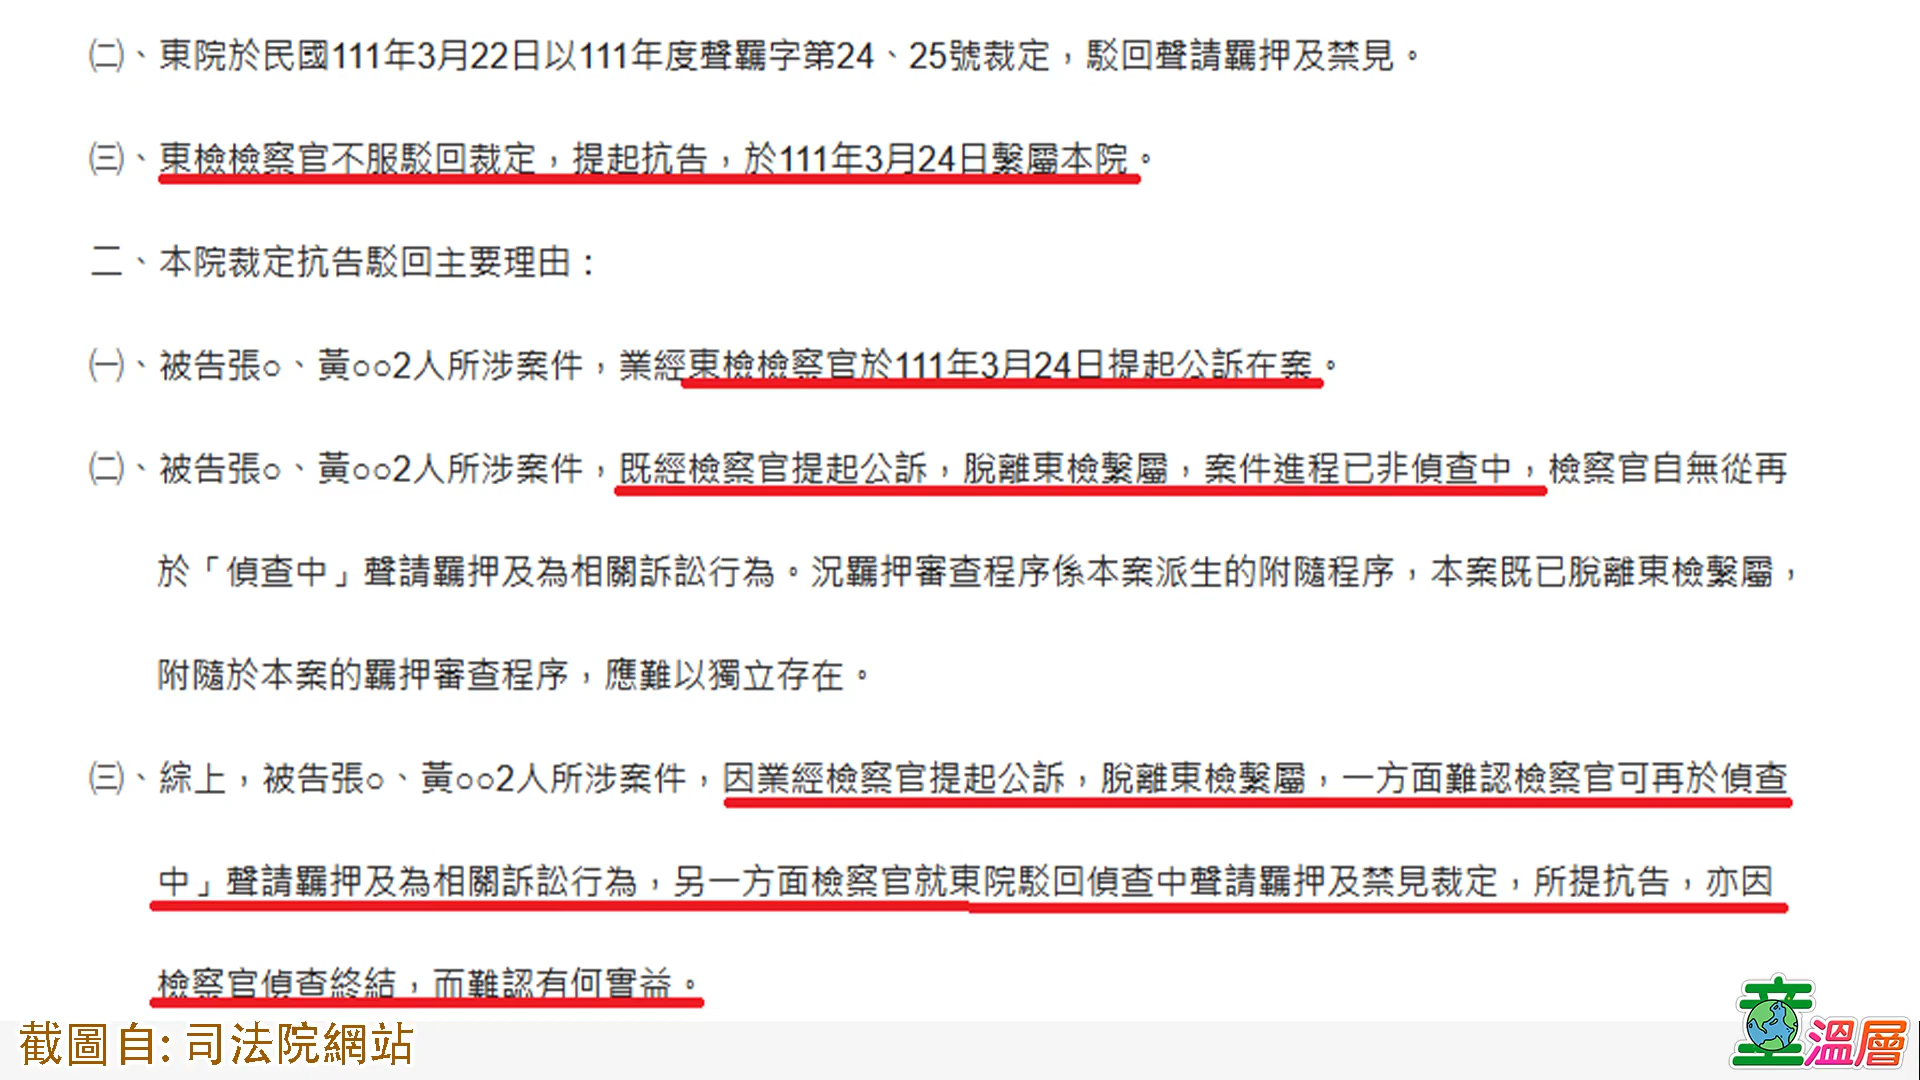 ㈡、東院於民國111年3月22日以111年度聲羈字第24、25號裁定，駁回聲請羈押及禁見。
㈢、東檢檢察官不服駁回裁定，提起抗告，於111年3月24日繫屬本院。
二、本院裁定抗告駁回主要理由：
㈠、被告張○、黃○○2人所涉案件，業經東檢檢察官於111年3月24日提起公訴在案。
㈡、被告張○、黃○○2人所涉案件，既經檢察官提起公訴，脫離東檢繫屬，案件進程已非偵查中，檢察官自無從再
於「偵查中」聲請羈押及為相關訴訟行為。況羈押審查程序係本案派生的附隨程序，本案既已脫離東檢繫屬，
附隨於本案的羈押審查程序，應難以獨立存在。
㈢、綜上，被告張○、黃○○2人所涉案件，因業經檢察官提起公訴，脫離東檢繫屬，一方面難認檢察官可再於偵查
中」聲請羈押及為相關訴訟行為，另一方面檢察官就東院駁回偵查中聲請羈押及禁見裁定，所提抗告，亦因
檢察官偵查終結，而難認有何實益。
截圖自: 司法院網站
溫層